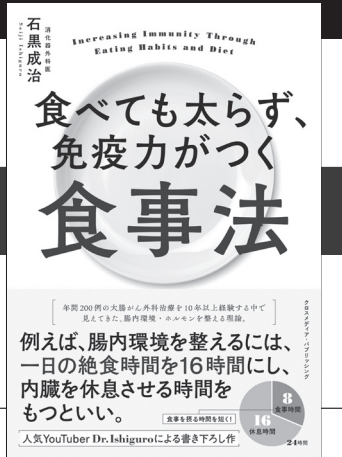 消化器外科医
石黒成治
Seiji Ishiguro
Increasing Immunity Through
Eating Habits and Diet
食べても太らず、
免疫力がつく
食事法
年間200例の大腸がん外科治療を10年以上経験する中で
見えてきた、腸内環境・ホルモンを整える理論。
例えば、腸内環境を整えるには、
一日の絶食時間を16時間にし、
内臓を休息させる時間を
もつといい。
食事を摂る時間を短く!
8
食事時間
16
休息時間
24時間
人気YouTuber Dr.Ishiguroによる書き下ろし作
クロスメディア・パブリッシング